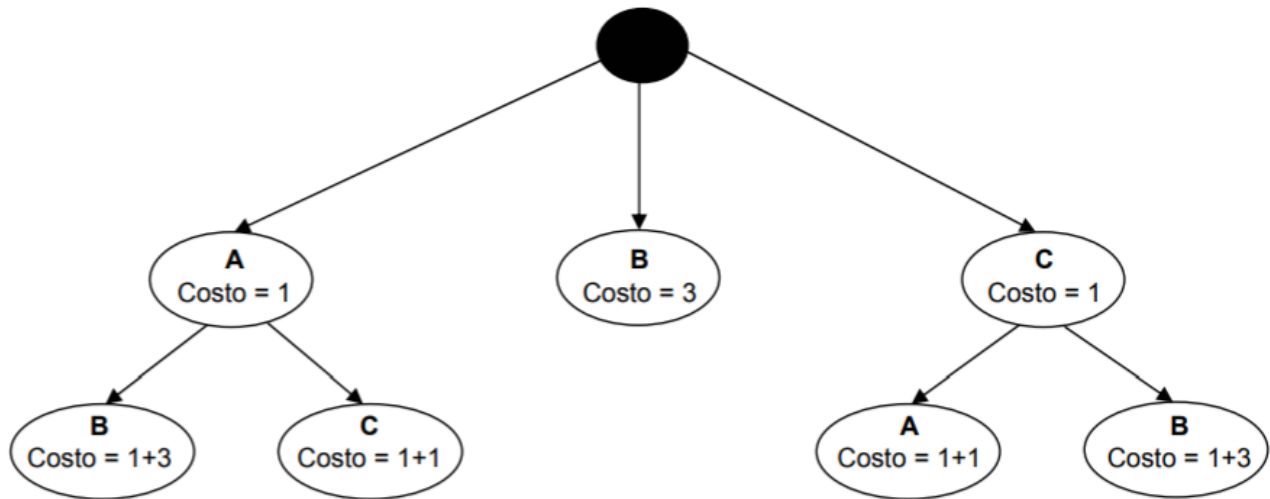 A
Costo = 1
B
Costo = 3
C
Costo = 1
B
Costo = 1+3
C
Costo = 1+1
A
Costo = 1+1
B
Costo = 1+3